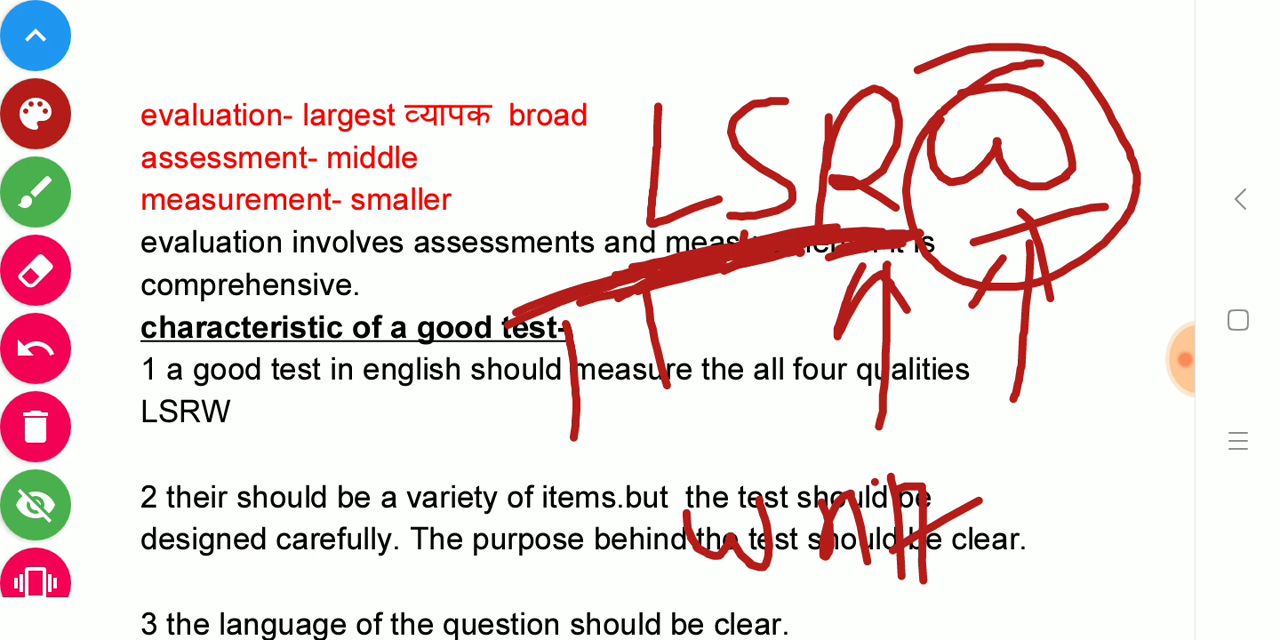 evaluation- largest व्यापक broad
assessment- middle
measurement- smaller
LSRW
evaluation involves assessments and measurement it is
comprehensive.
characteristic of a good test-
1 a good test in english should measure the all four qualities
LSRW
2 their should be a variety of items.but the test should be
designed carefully. The purpose behind the test should be clear.
3 the language of the question should be clear.